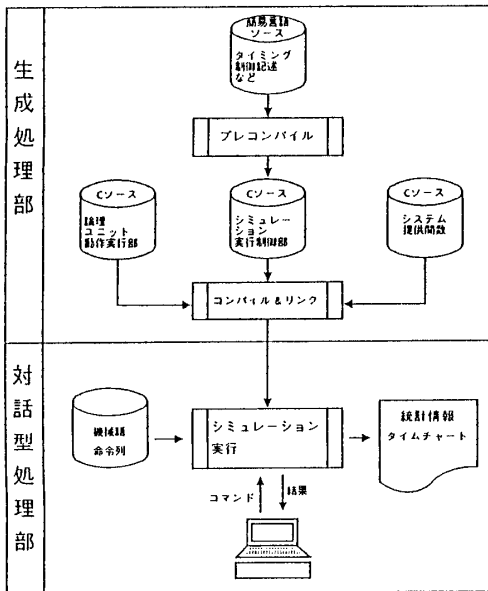 生成処理部
簡易言語
ソース
タイミング
制御記述
など
プレコンパイル
Cソース
論理
ユニット
動作実行部
Cソース
シミュレー
ション
実行制御部
Cソース
システム
提供関数
コンパイル&リンク
対話型処理部
機械語
命令列
シミュレーション
実行
統計情報
タイムチャート
コマンド
結果